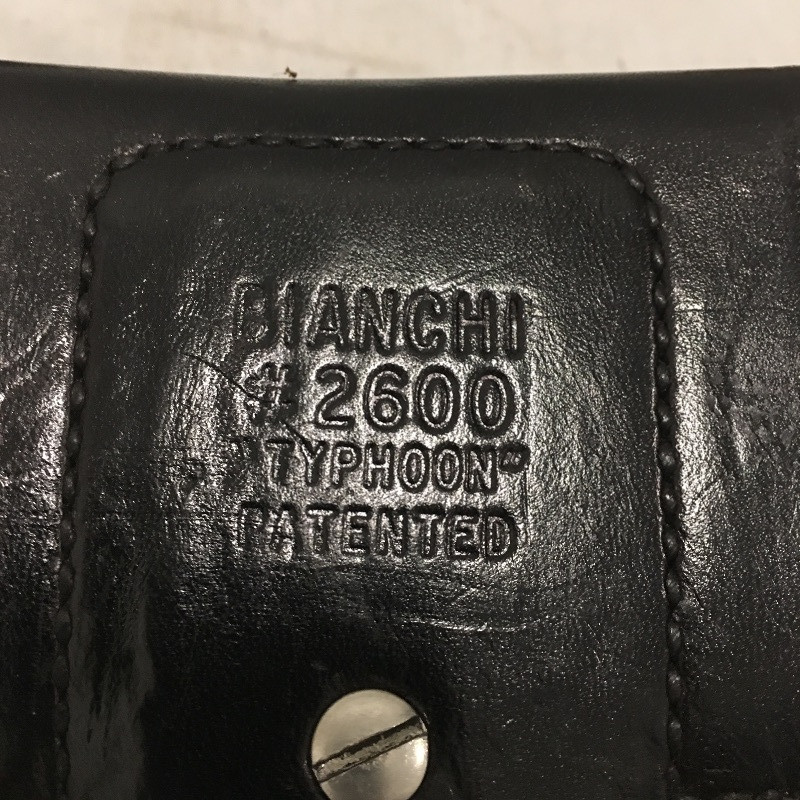 BIANCHI
#2600
"TYPHOON"
PATENTED